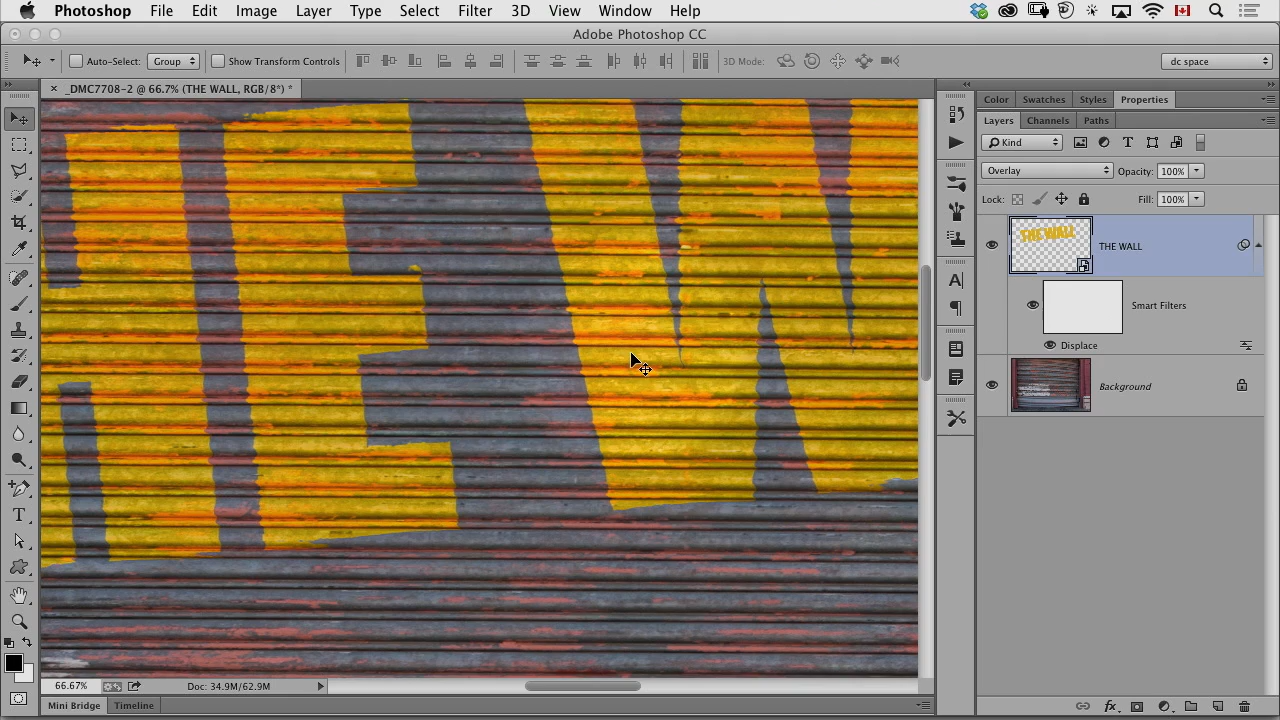 Photoshop File Edit Image Layer Type Select Filter 3D View Window Help
Adobe Photoshop CC
Auto-Select: Group Show Transform Controls 3D Mode: dc space
× _DMC7708-2 @ 66.7% (THE WALL, RGB/8*) *
Color Swatches Styles Properties
Layers Channels Paths
Kind
Overlay Opacity: 100%
Lock: Fill: 100%
THE WALL
THE WALL
Smart Filters
Displace
Background
66.67% Doc: 34.9M/62.9M
Mini Bridge Timeline